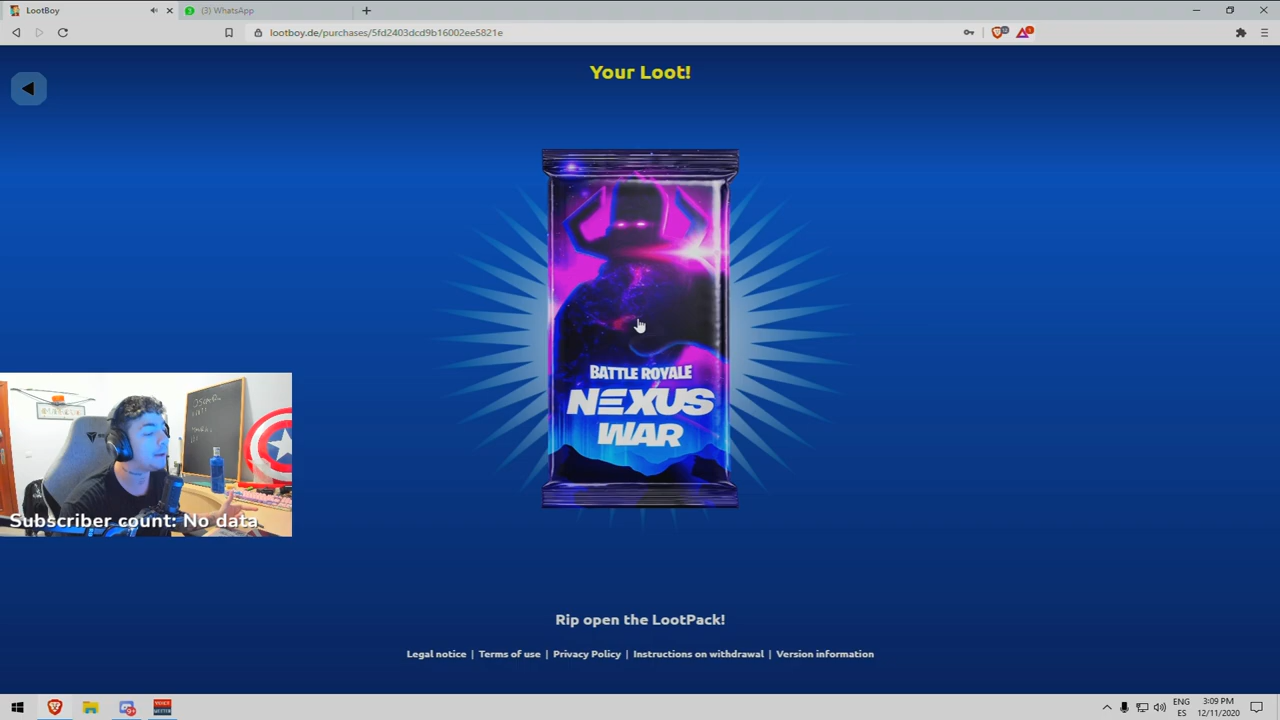 LootBoy
(3) WhatsApp
lootboy.de/purchases/5fd2403dcd9b16002ee5821e
Your Loot!
BATTLE ROYALE
NEXUS
WAR
Subscriber count: No data
Rip open the LootPack!
Legal notice | Terms of use | Privacy Policy | Instructions on withdrawal | Version information
ENG
ES
3:09 PM
12/11/2020